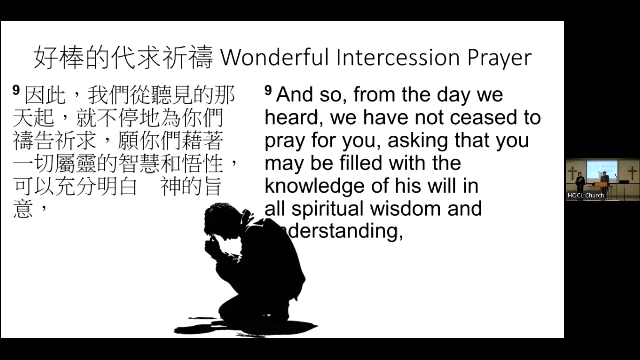 好棒的代求祈禱 Wonderful Intercession Prayer
9 因此，我們從聽見的那
天起，就不停地為你們
禱告祈求，願你們藉著
一切屬靈的智慧和悟性，
可以充分明白　神的旨
意，
9 And so, from the day we
heard, we have not ceased to
pray for you, asking that you
may be filled with the
knowledge of his will in
all spiritual wisdom and
understanding,
HGCL Church